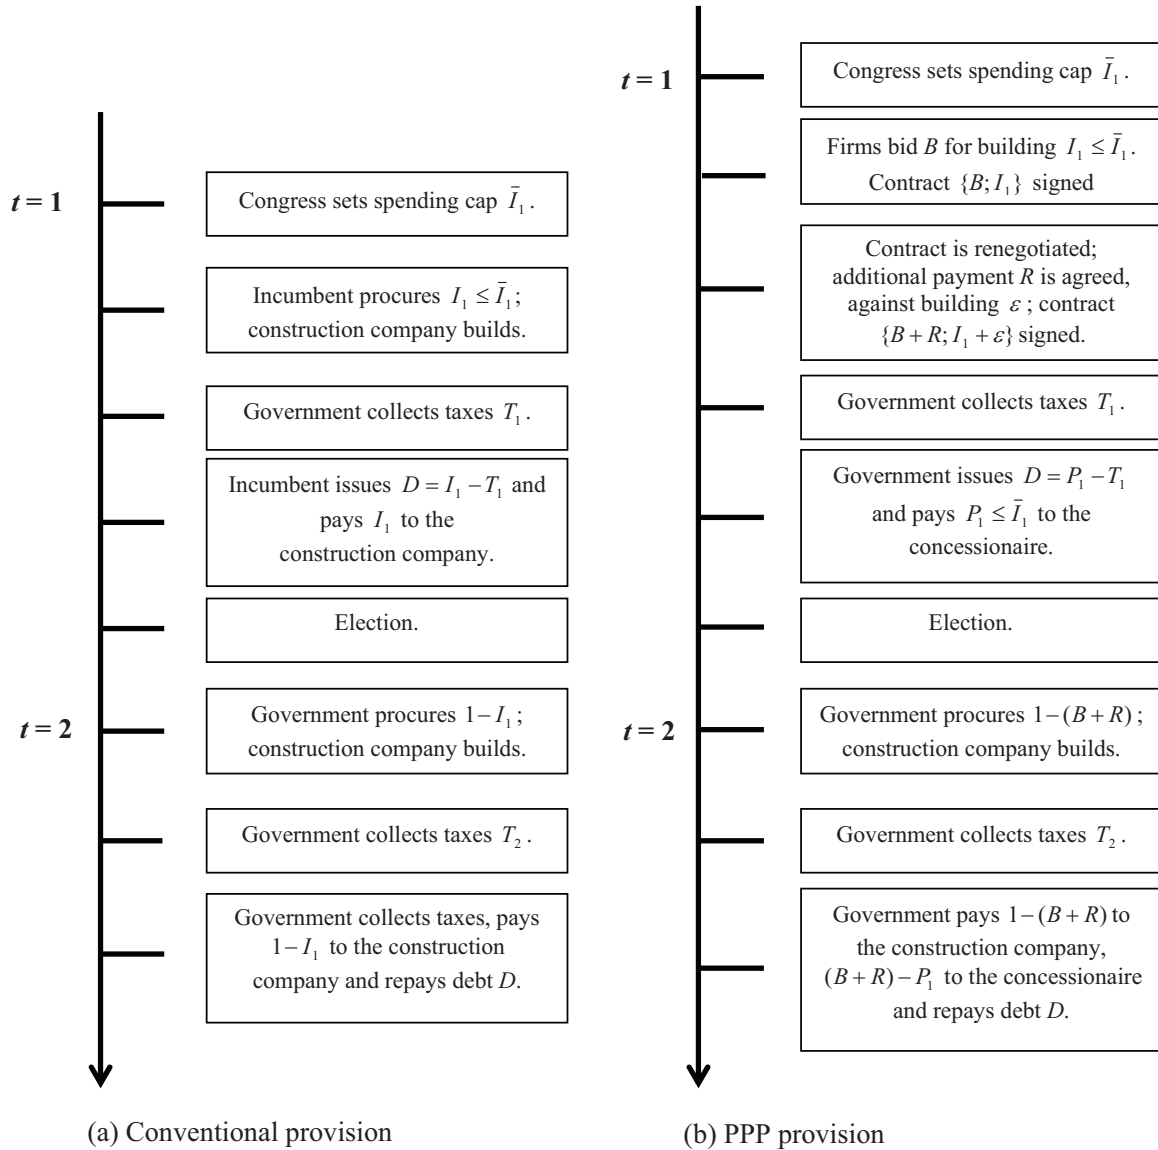 t = 1
Congress sets spending cap Ī₁.
Incumbent procures I₁ ≤ Ī₁;
construction company builds.
Government collects taxes T₁.
Incumbent issues D = I₁ − T₁ and
pays I₁ to the
construction company.
Election.
t = 2
Government procures 1 − I₁;
construction company builds.
Government collects taxes T₂.
Government collects taxes, pays
1 − I₁ to the construction
company and repays debt D.
(a) Conventional provision
t = 1
Congress sets spending cap Ī₁.
Firms bid B for building I₁ ≤ Ī₁.
Contract {B; I₁} signed
Contract is renegotiated;
additional payment R is agreed,
against building ε; contract
{B + R; I₁ + ε} signed.
Government collects taxes T₁.
Government issues D = P₁ − T₁
and pays P₁ ≤ Ī₁ to the
concessionaire.
Election.
t = 2
Government procures 1 − (B + R);
construction company builds.
Government collects taxes T₂.
Government pays 1 − (B + R) to
the construction company,
(B + R) − P₁ to the concessionaire
and repays debt D.
(b) PPP provision